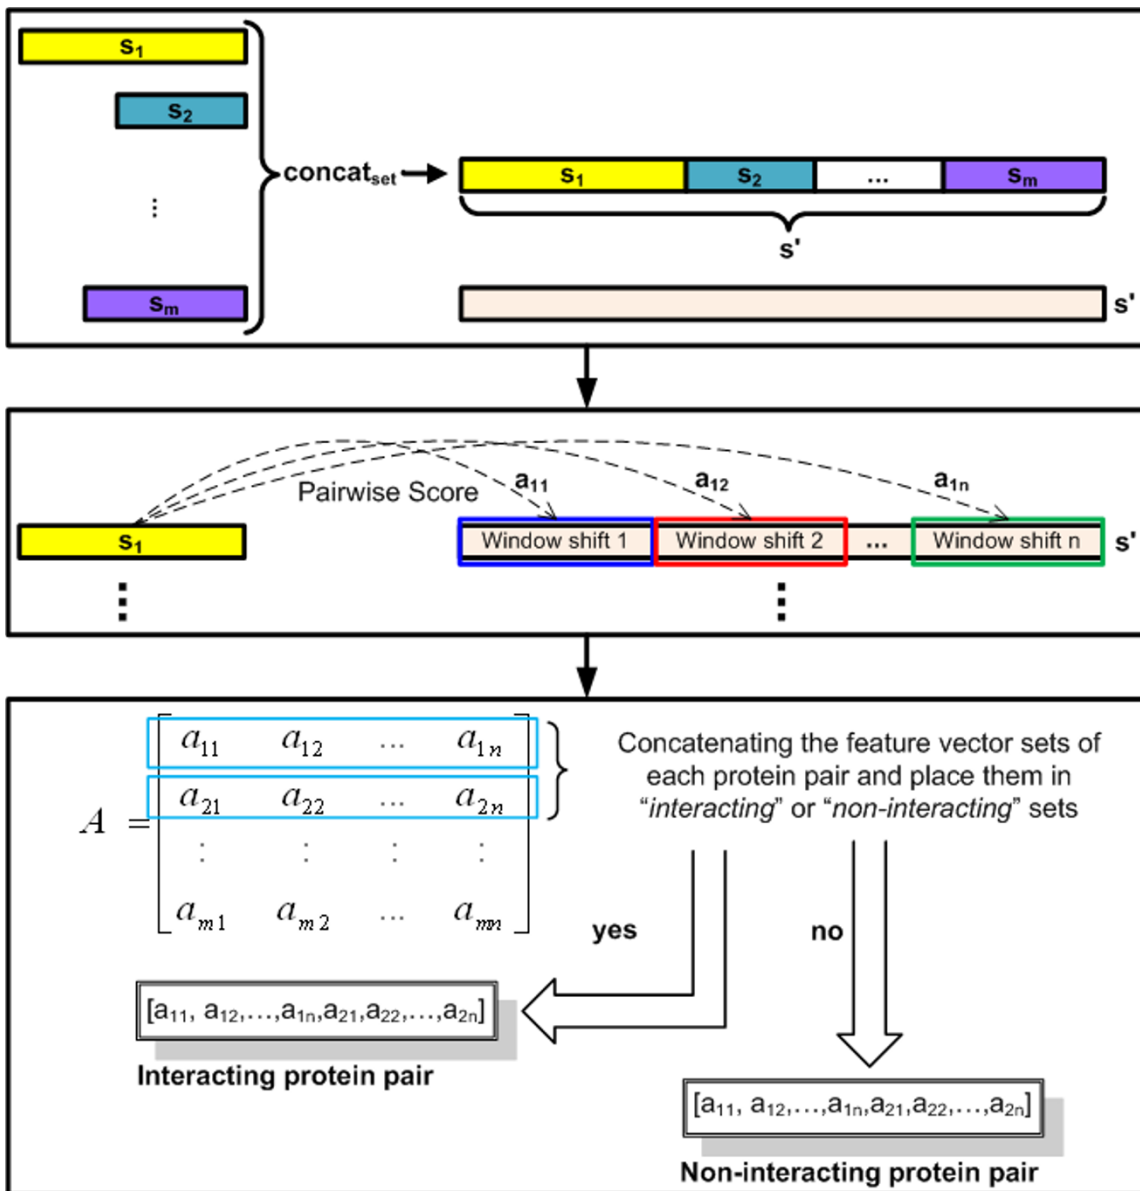 s1
s2
⋮
sm
concatset
s1 s2 ... sm
s'
s'
Pairwise Score
a11 a12 a1n
s1
Window shift 1 Window shift 2 ... Window shift n s'
⋮ ⋮
A =
a11 a12 ... a1n
a21 a22 ... a2n
: : : :
am1 am2 ... amn
Concatenating the feature vector sets of
each protein pair and place them in
“interacting” or “non-interacting” sets
yes
no
[a11, a12,...,a1n,a21,a22,...,a2n]
Interacting protein pair
[a11, a12,...,a1n,a21,a22,...,a2n]
Non-interacting protein pair